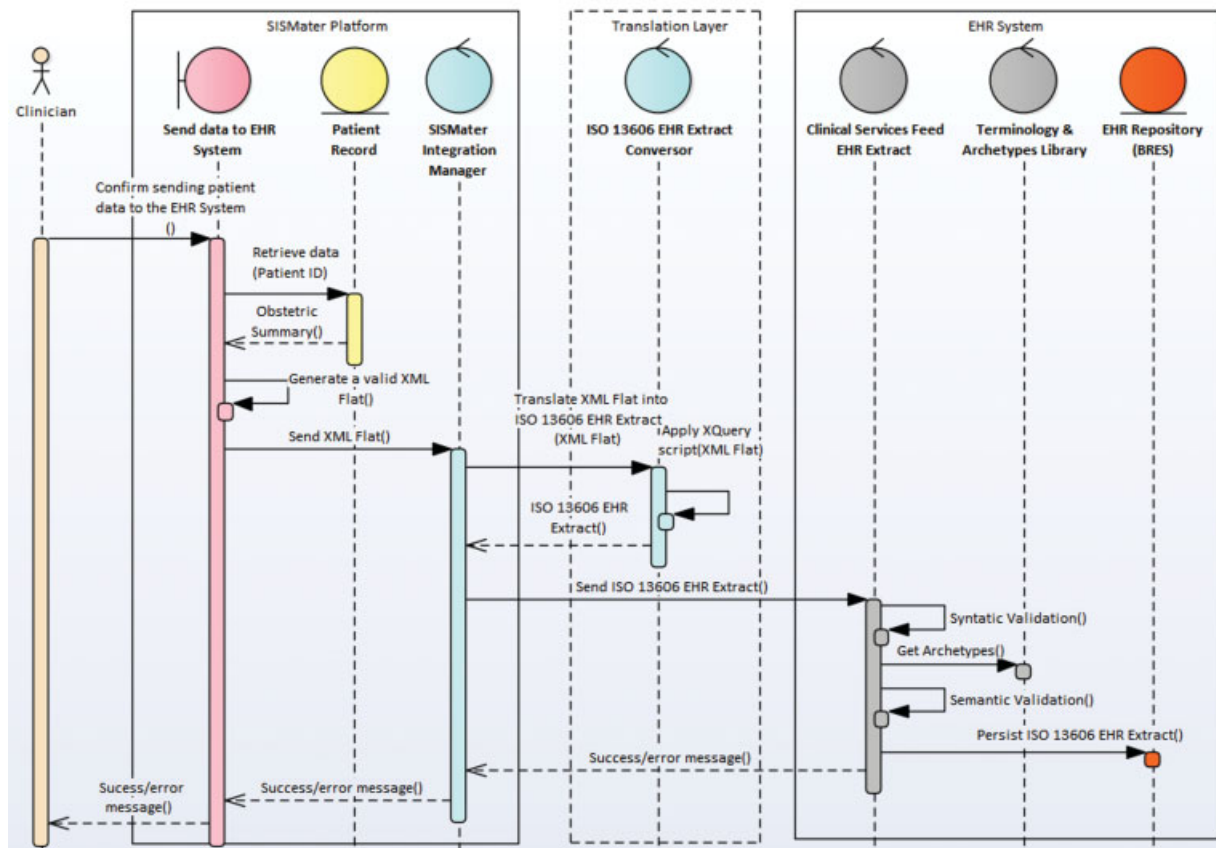 SISMater Platform
Translation Layer
EHR System
Clinician
Send data to EHR
System
Patient
Record
SISMater
Integration
Manager
ISO 13606 EHR Extract
Conversor
Clinical Services Feed
EHR Extract
Terminology &
Archetypes Library
EHR Repository
(BRES)
Confirm sending patient
data to the EHR System
()
Retrieve data
(Patient ID)
Obstetric
Summary()
Generate a valid XML
Flat()
Send XML Flat()
Translate XML Flat into
ISO 13606 EHR Extract
(XML Flat)
Apply XQuery
script(XML Flat)
ISO 13606 EHR
Extract()
Send ISO 13606 EHR Extract()
Syntatic Validation()
Get Archetypes()
Semantic Validation()
Persist ISO 13606 EHR Extract()
Success/error message()
Success/error message()
Sucess/error
message()